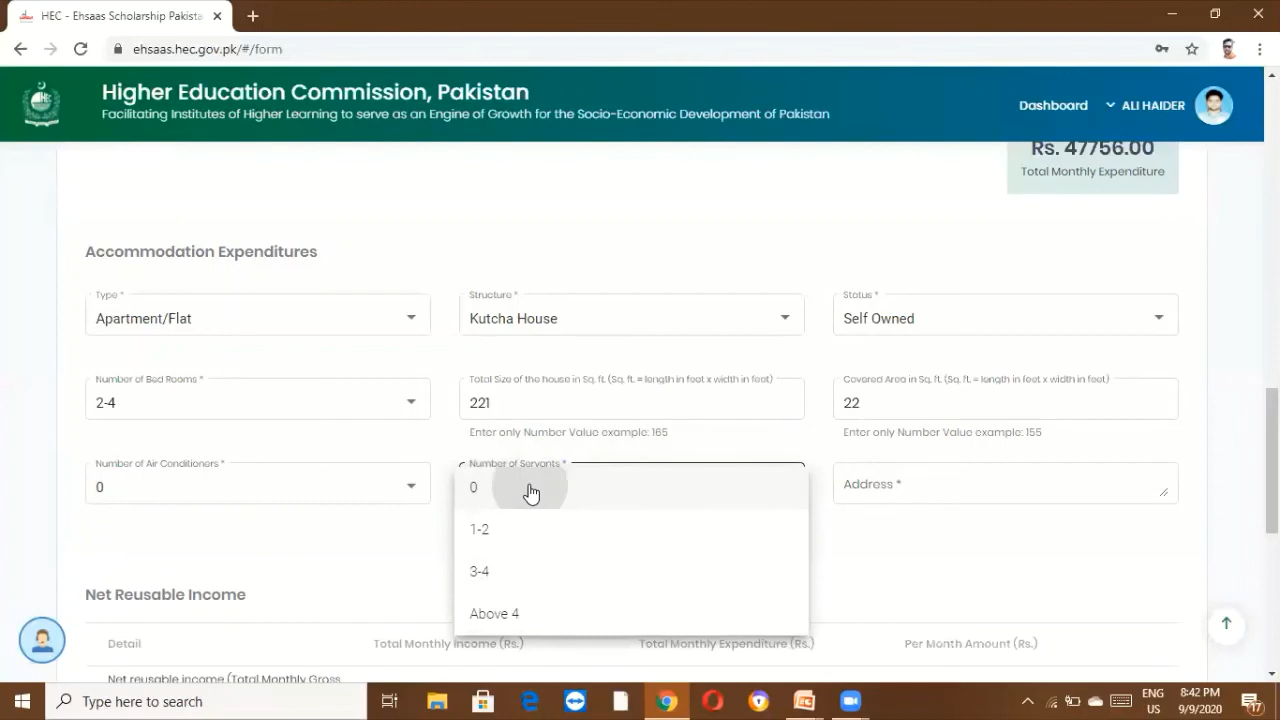 HEC - Ehsaas Scholarship Pakista
ehsaas.hec.gov.pk/#/form
Higher Education Commission, Pakistan
Facilitating Institutes of Higher Learning to serve as an Engine of Growth for the Socio-Economic Development of Pakistan
Dashboard
ALI HAIDER
Rs. 47756.00
Total Monthly Expenditure
Accommodation Expenditures
Type *
Structure *
Status *
Apartment/Flat
Kutcha House
Self Owned
Number of Bed Rooms *
Total Size of the house in Sq. ft. (Sq. ft. = length in feet x width in feet)
Covered Area in Sq. ft. (Sq. ft. = length in feet x width in feet)
2-4
221
22
Enter only Number Value example: 165
Enter only Number Value example: 155
Number of Air Conditioners *
Number of Servants *
0
0
Address *
1-2
3-4
Above 4
Net Reusable Income
Detail
Total Monthly Income (Rs.)
Total Monthly Expenditure (Rs.)
Per Month Amount (Rs.)
Net reusable income (Total Monthly Gross
Type here to search
ENG
US
8:42 PM
9/9/2020
17